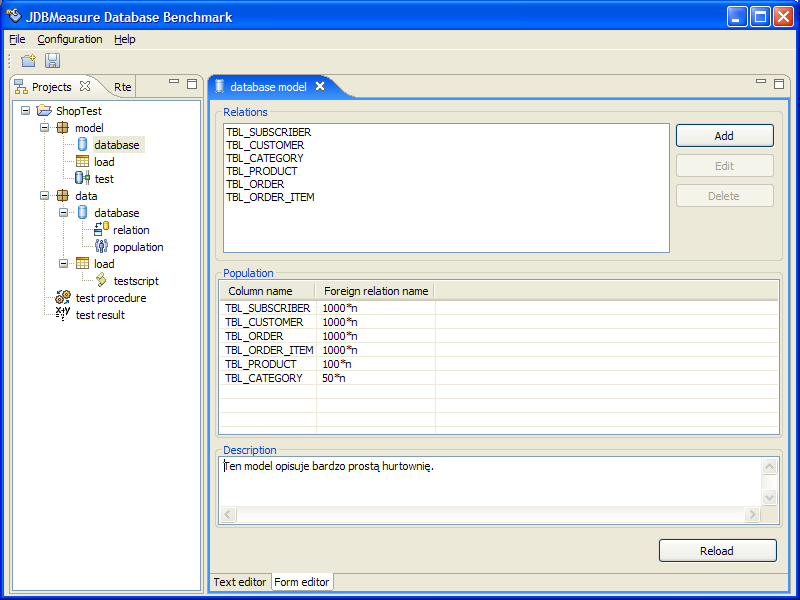 JDBMeasure Database Benchmark
File Configuration Help
Projects Rte
ShopTest
model
database
load
test
data
database
relation
population
load
testscript
test procedure
test result
database model
Relations
TBL_SUBSCRIBER
TBL_CUSTOMER
TBL_CATEGORY
TBL_PRODUCT
TBL_ORDER
TBL_ORDER_ITEM
Add
Edit
Delete
Population
Column name Foreign relation name
TBL_SUBSCRIBER 1000*n
TBL_CUSTOMER 1000*n
TBL_ORDER 1000*n
TBL_ORDER_ITEM 1000*n
TBL_PRODUCT 100*n
TBL_CATEGORY 50*n
Description
Ten model opisuje bardzo prostą hurtownię.
Reload
Text editor Form editor